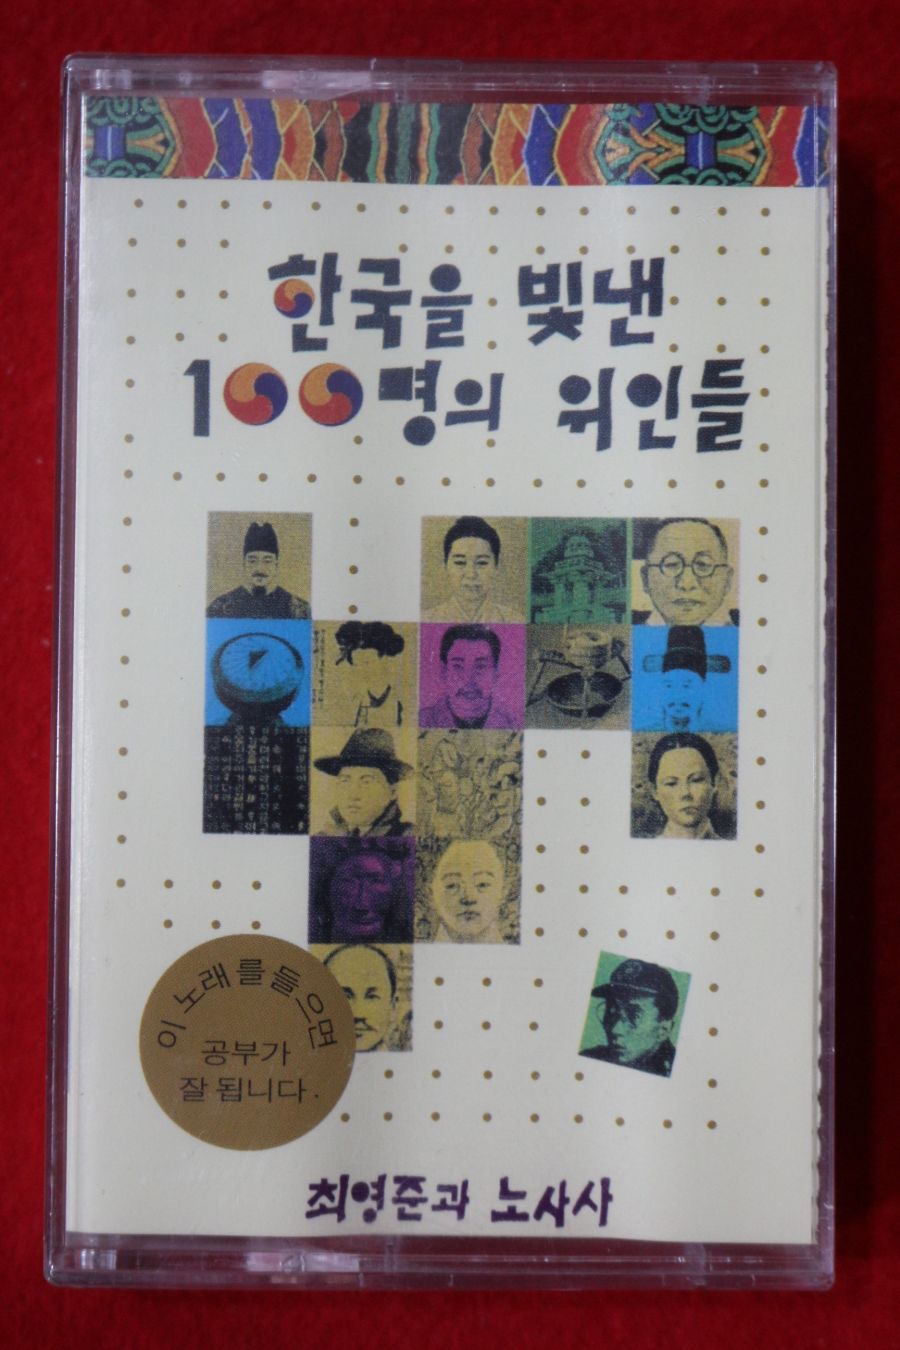 한국을 빛낸
100명의 위인들
이 노래를 들으면
공부가
잘 됩니다.
최영준과 노사사